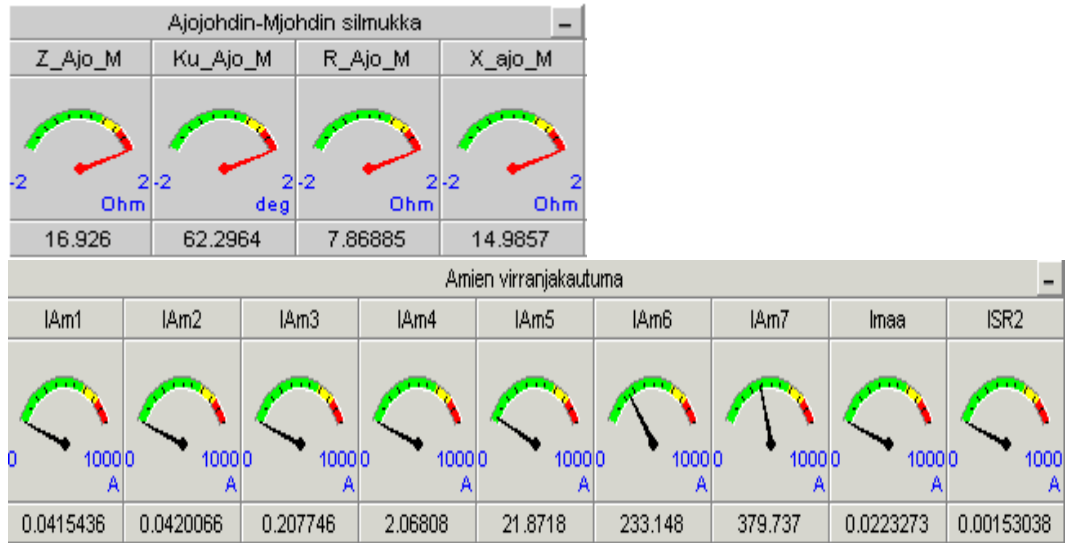 Ajojohdin-Mjohdin silmukka –
Z_Ajo_M Ku_Ajo_M R_Ajo_M X_ajo_M
-2 2 -2 2 -2 2 -2 2
Ohm deg Ohm Ohm
16.926 62.2964 7.86885 14.9857
Amien virranjakautuma –
IAm1 IAm2 IAm3 IAm4 IAm5 IAm6 IAm7 Imaa ISR2
0 1000 0 1000 0 1000 0 1000 0 1000 0 1000 0 1000 0 1000 0 1000
A A A A A A A A A
0.0415436 0.0420066 0.207746 2.06808 21.8718 233.148 379.737 0.0223273 0.00153038